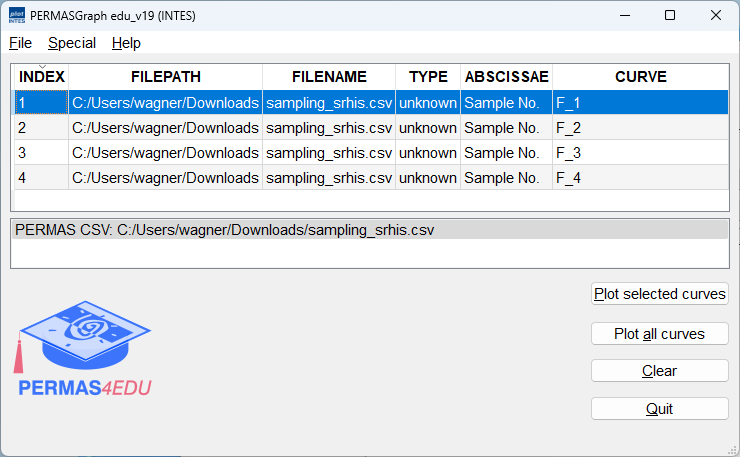 plot
INTES
PERMASGraph edu_v19 (INTES)
File Special Help
INDEX FILEPATH FILENAME TYPE ABSCISSAE CURVE
1 C:/Users/wagner/Downloads sampling_srhis.csv unknown Sample No. F_1
2 C:/Users/wagner/Downloads sampling_srhis.csv unknown Sample No. F_2
3 C:/Users/wagner/Downloads sampling_srhis.csv unknown Sample No. F_3
4 C:/Users/wagner/Downloads sampling_srhis.csv unknown Sample No. F_4
PERMAS CSV: C:/Users/wagner/Downloads/sampling_srhis.csv
Plot selected curves
Plot all curves
Clear
Quit
PERMAS4EDU